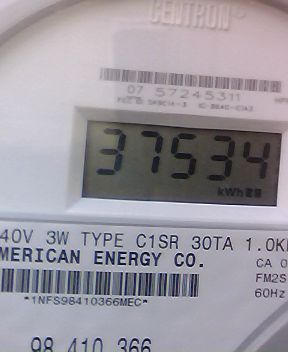 CENTRON
07 57245311
37534
kWh
40V 3W TYPE C1SR 30TA 1.0K
MERICAN ENERGY CO.
CA 0
FM2S
60Hz
*1NFS98410366MEC*
98 410 366